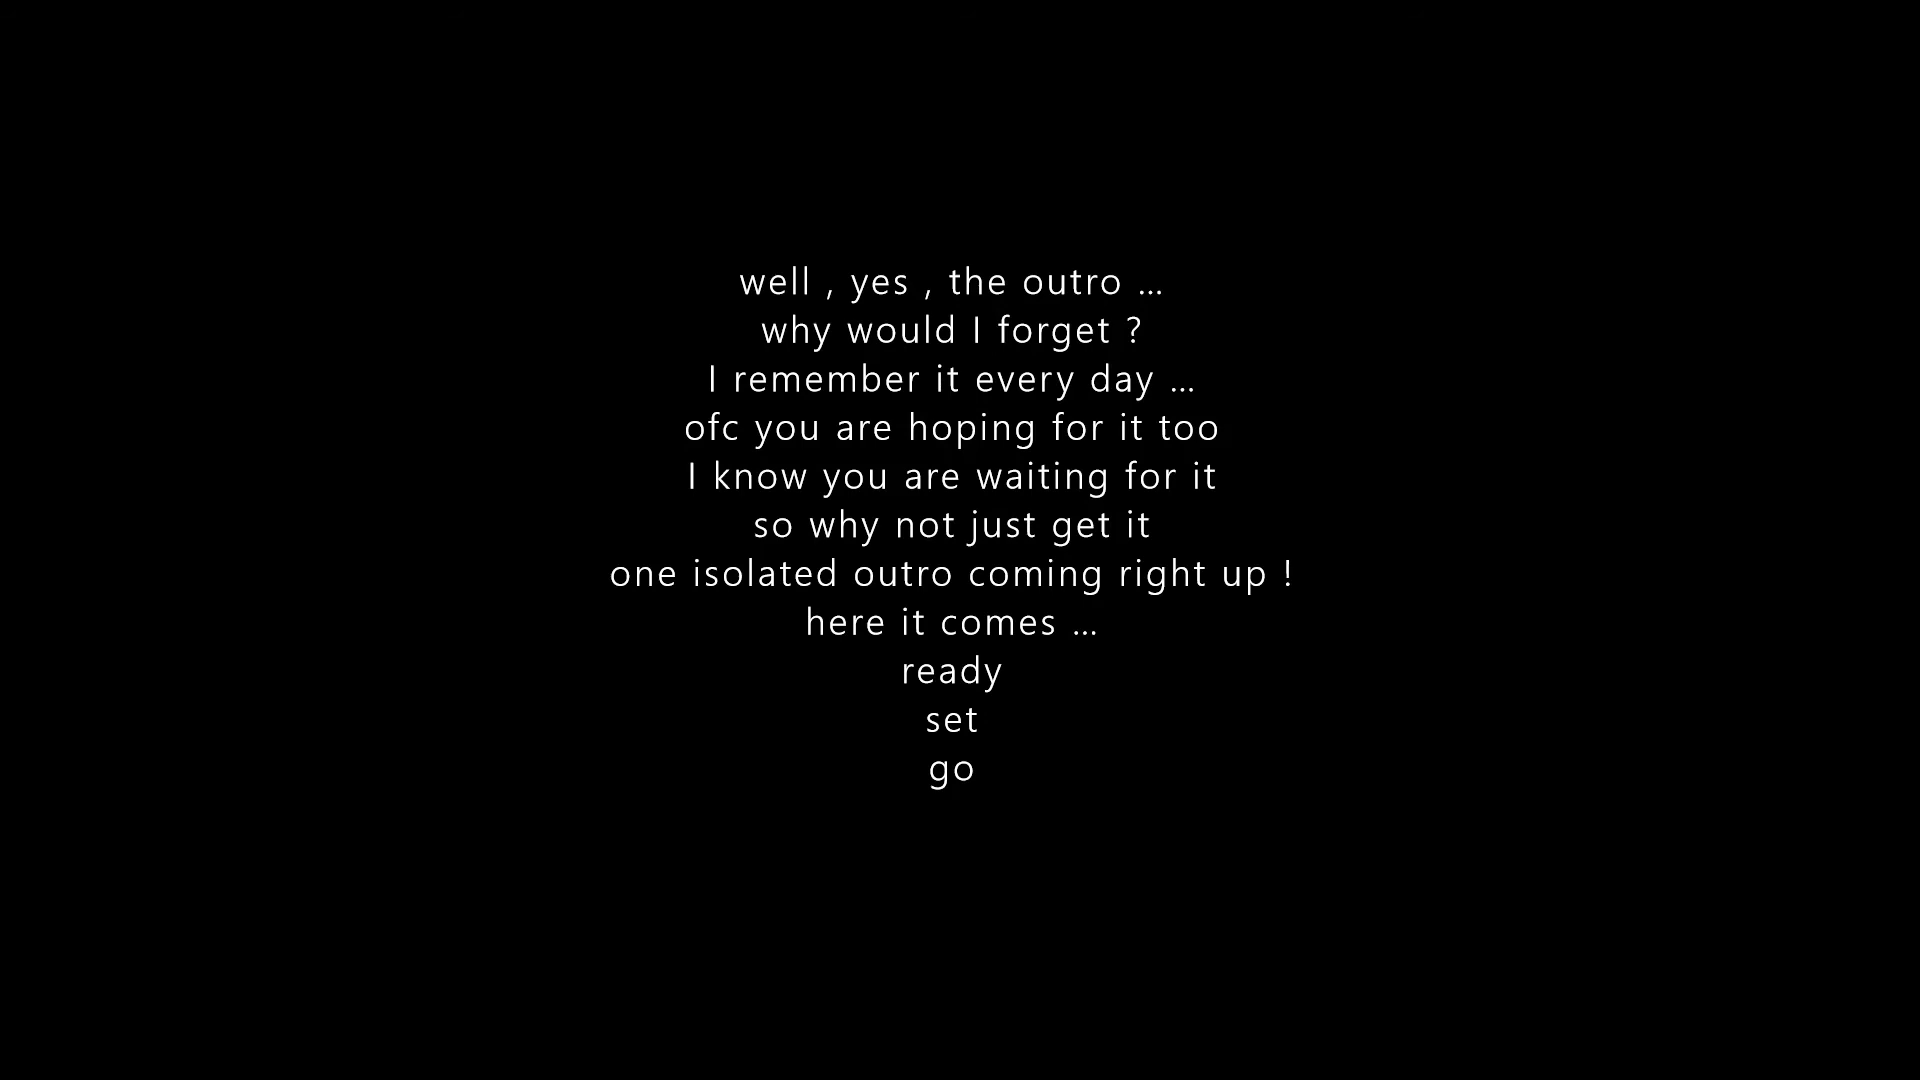 well , yes , the outro ...
why would I forget ?
I remember it every day ...
ofc you are hoping for it too
I know you are waiting for it
so why not just get it
one isolated outro coming right up !
here it comes ...
ready
set
go